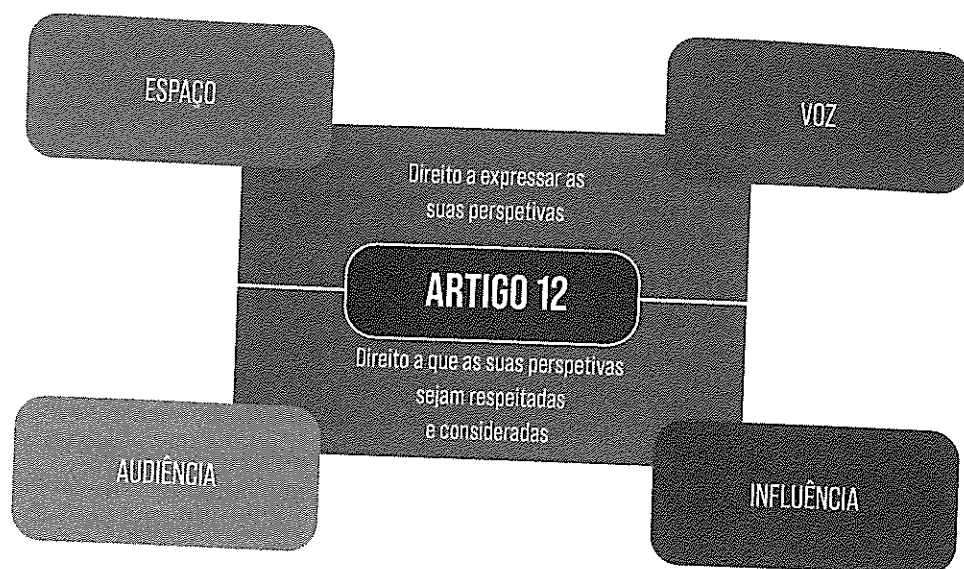 ESPAÇO
VOZ
Direito a expressar as
suas perspetivas
ARTIGO 12
Direito a que as suas perspetivas
sejam respeitadas
e consideradas
AUDIÊNCIA
INFLUÊNCIA